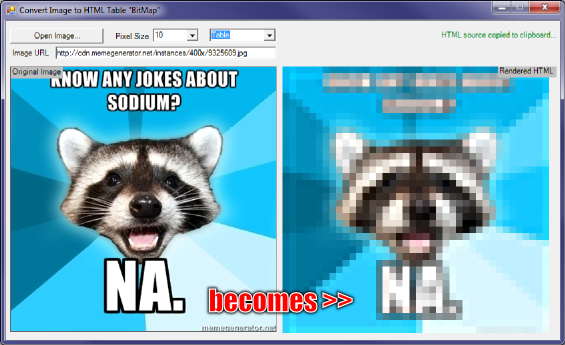 Convert Image to HTML Table "BitMap"
Open Image...
Pixel Size
10
Table
HTML source copied to clipboard...
Image URL
http://cdn.memegenerator.net/instances/400x/9325609.jpg
Original Image
Rendered HTML
KNOW ANY JOKES ABOUT
SODIUM?
NA.
NA.
becomes >>
memegenerator.net